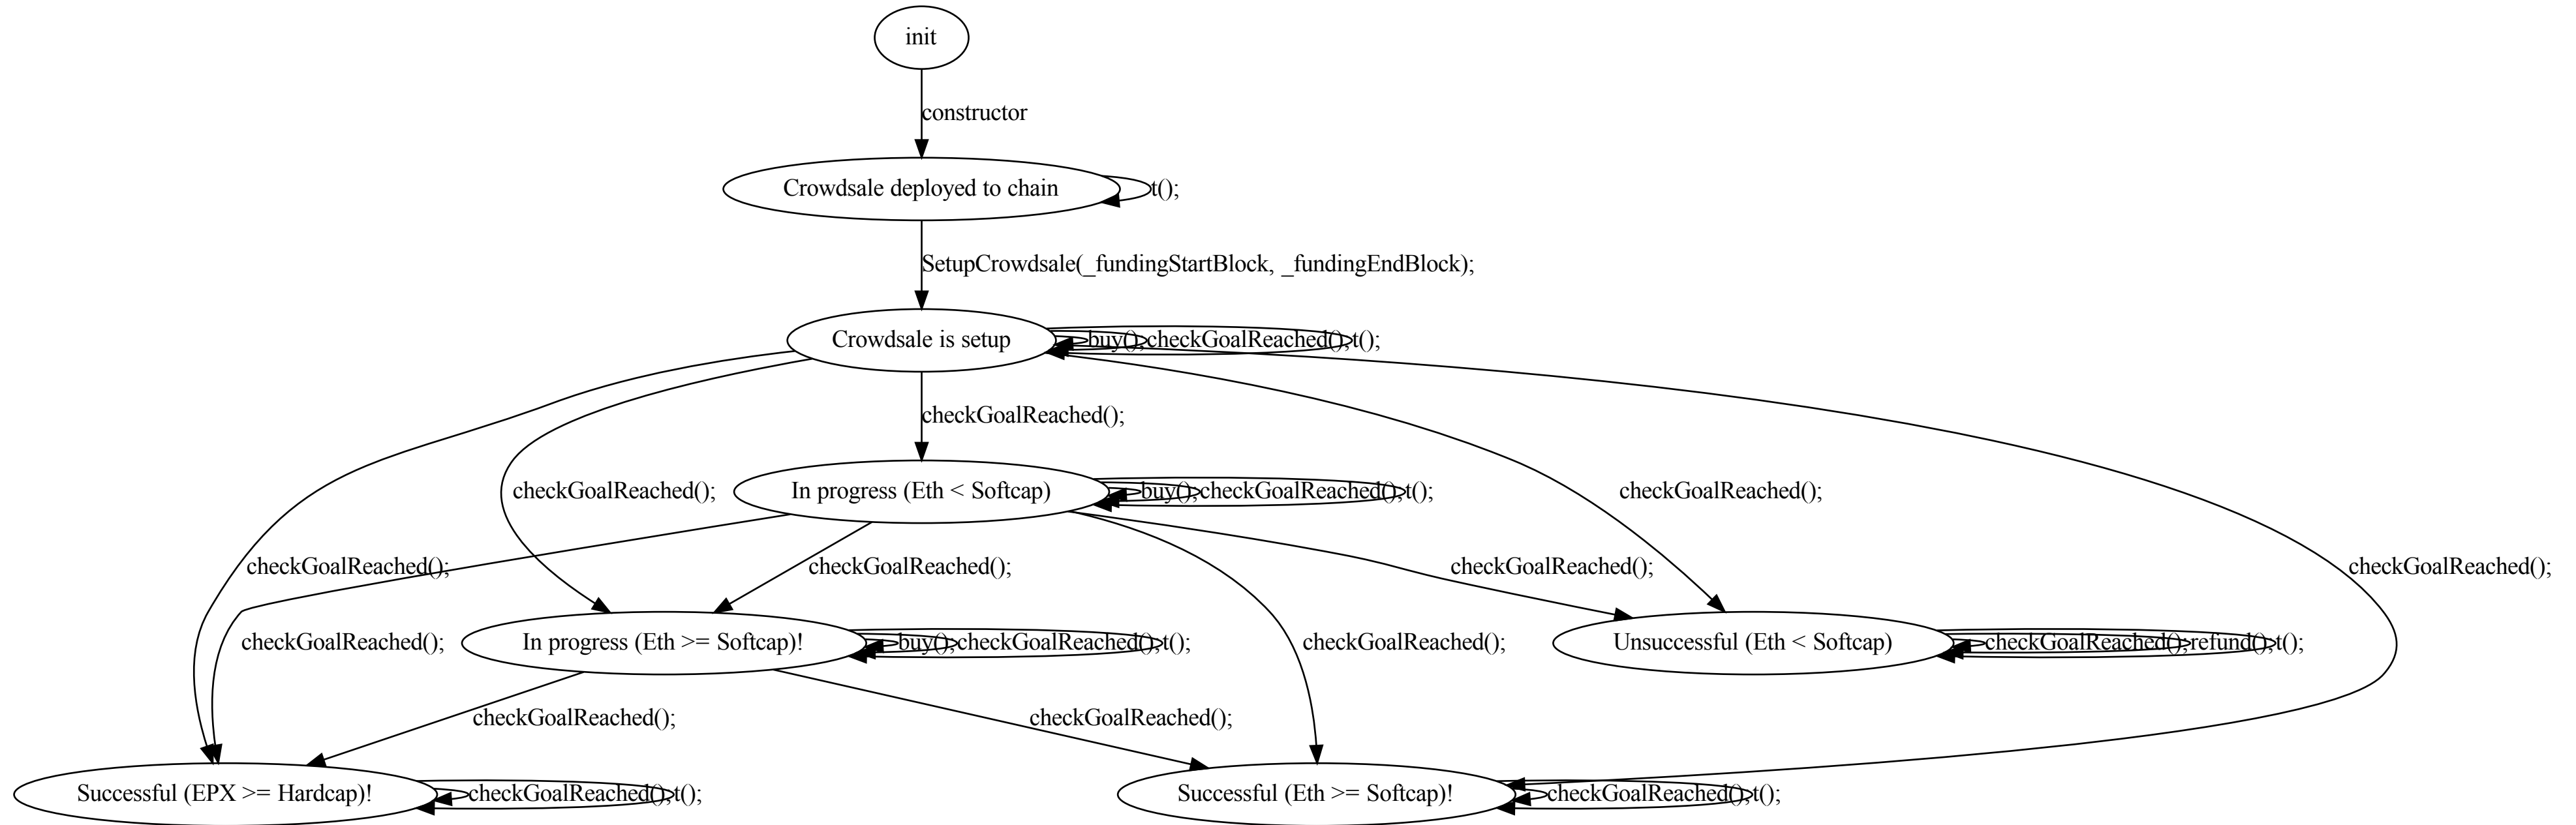 init
constructor
Crowdsale deployed to chain
t();
SetupCrowdsale(_fundingStartBlock, _fundingEndBlock);
Crowdsale is setup
buy();
checkGoalReached();
t();
checkGoalReached();
checkGoalReached();
In progress (Eth < Softcap)
buy();
checkGoalReached();
t();
checkGoalReached();
checkGoalReached();
checkGoalReached();
checkGoalReached();
checkGoalReached();
checkGoalReached();
In progress (Eth >= Softcap)!
buy();
checkGoalReached();
t();
checkGoalReached();
Unsuccessful (Eth < Softcap)
checkGoalReached();
refund();
t();
checkGoalReached();
checkGoalReached();
Successful (EPX >= Hardcap)!
checkGoalReached();
t();
Successful (Eth >= Softcap)!
checkGoalReached();
t();